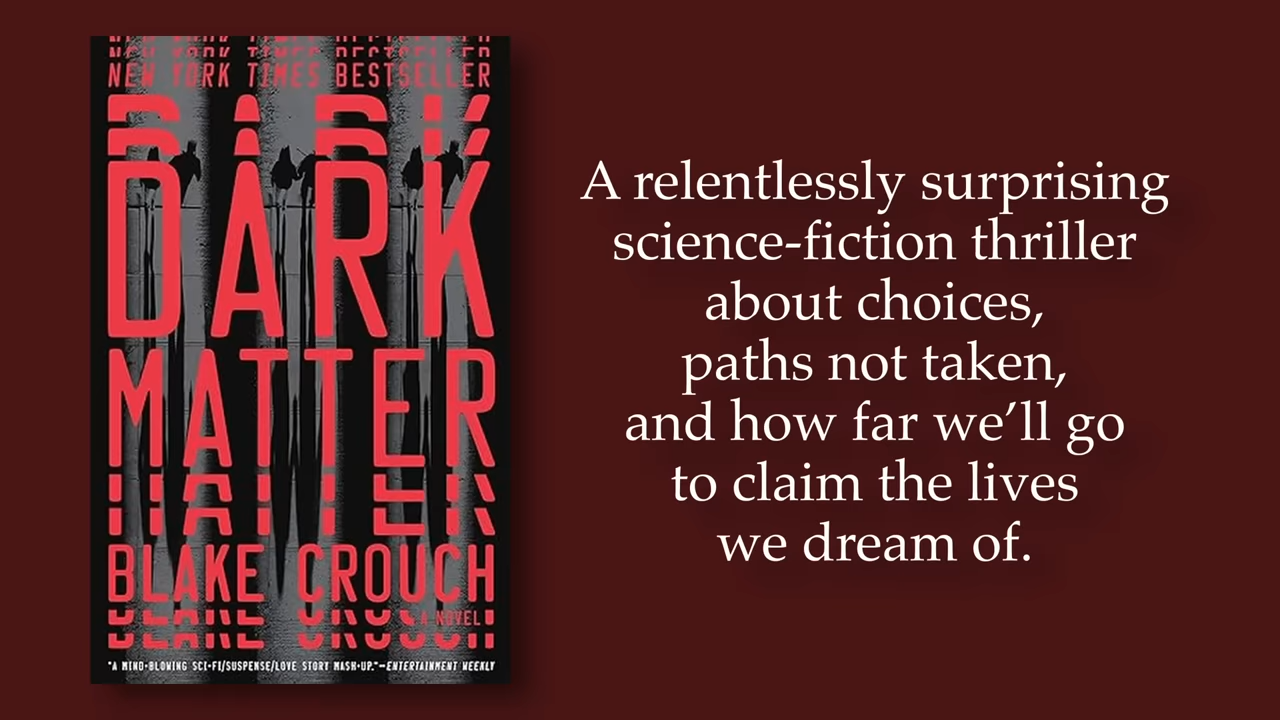 NEW YORK TIMES BESTSELLER
DARK
MATTER
BLAKE CROUCH
A NOVEL
"A MIND-BLOWING SCI-FI/SUSPENSE/LOVE STORY MASH-UP."—ENTERTAINMENT WEEKLY
A relentlessly surprising
science-fiction thriller
about choices,
paths not taken,
and how far we’ll go
to claim the lives
we dream of.